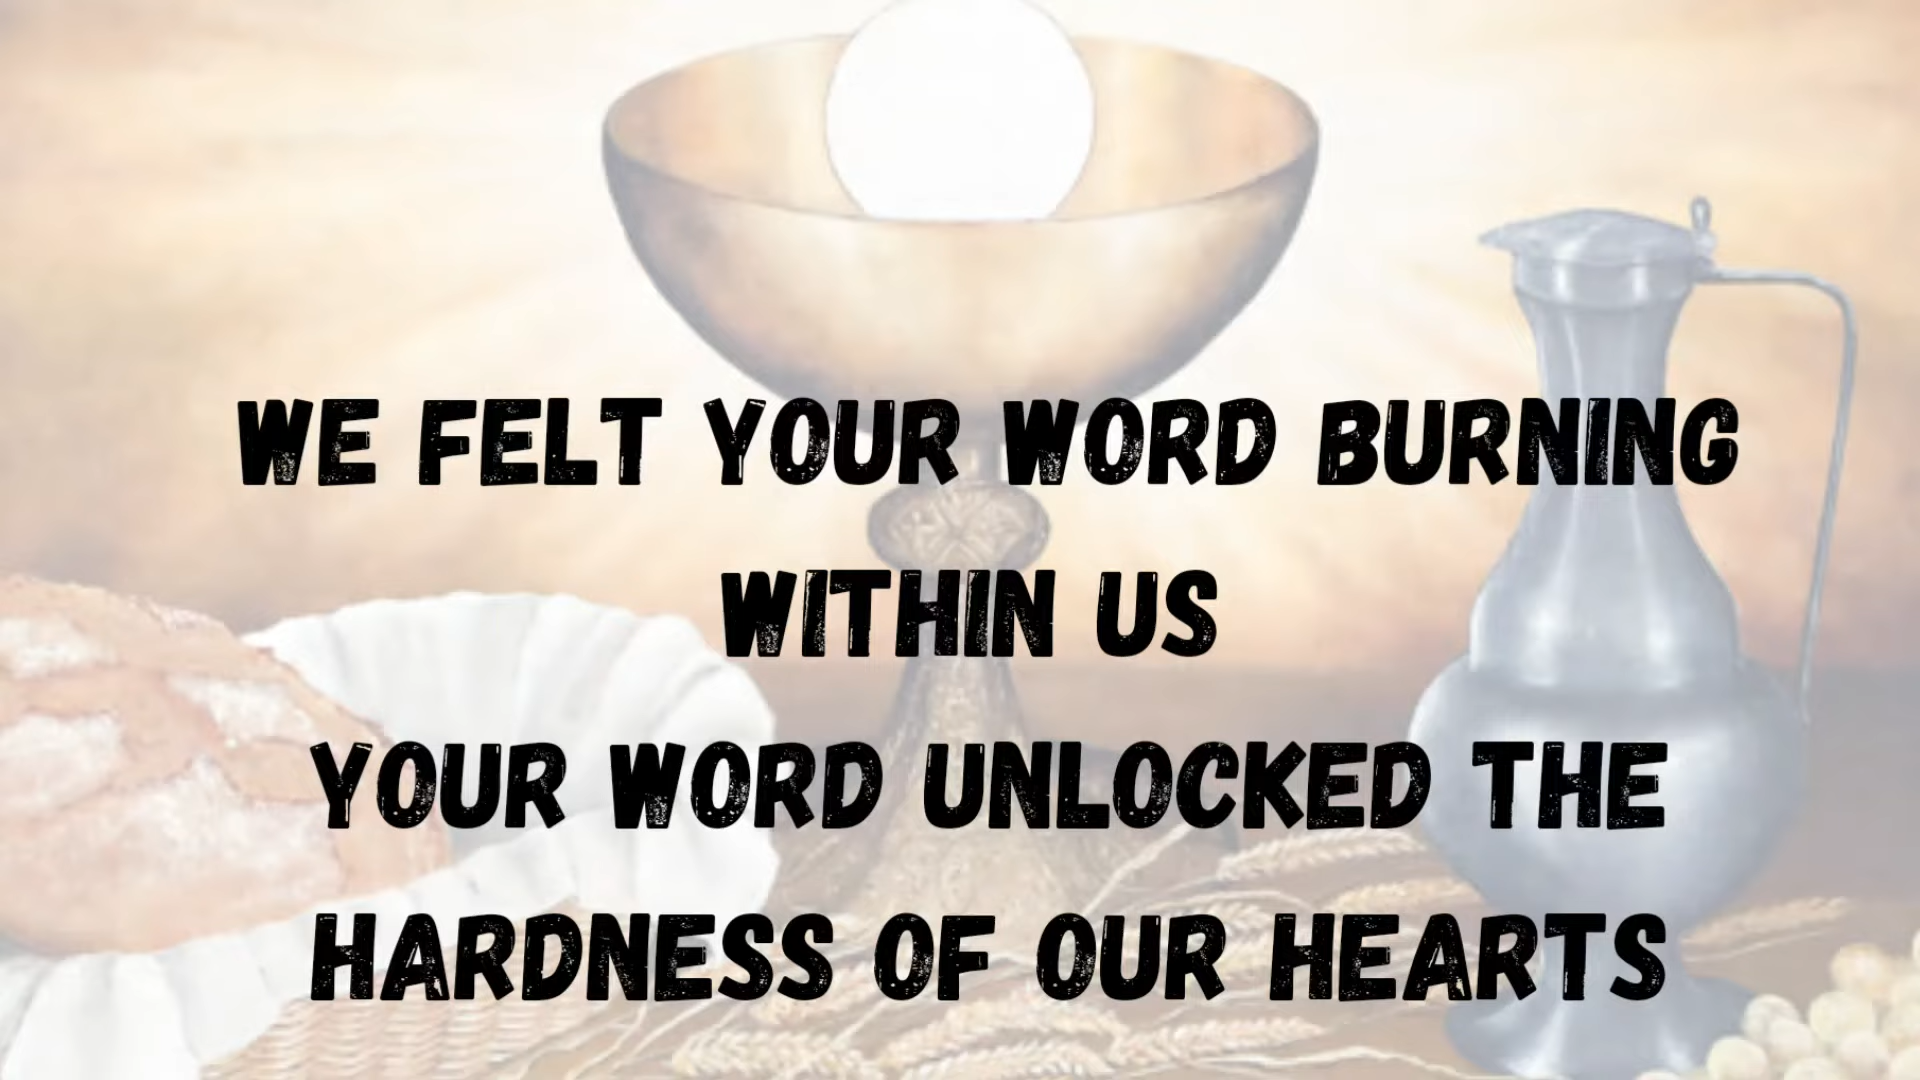 WE FELT YOUR WORD BURNING
WITHIN US
YOUR WORD UNLOCKED THE
HARDNESS OF OUR HEARTS